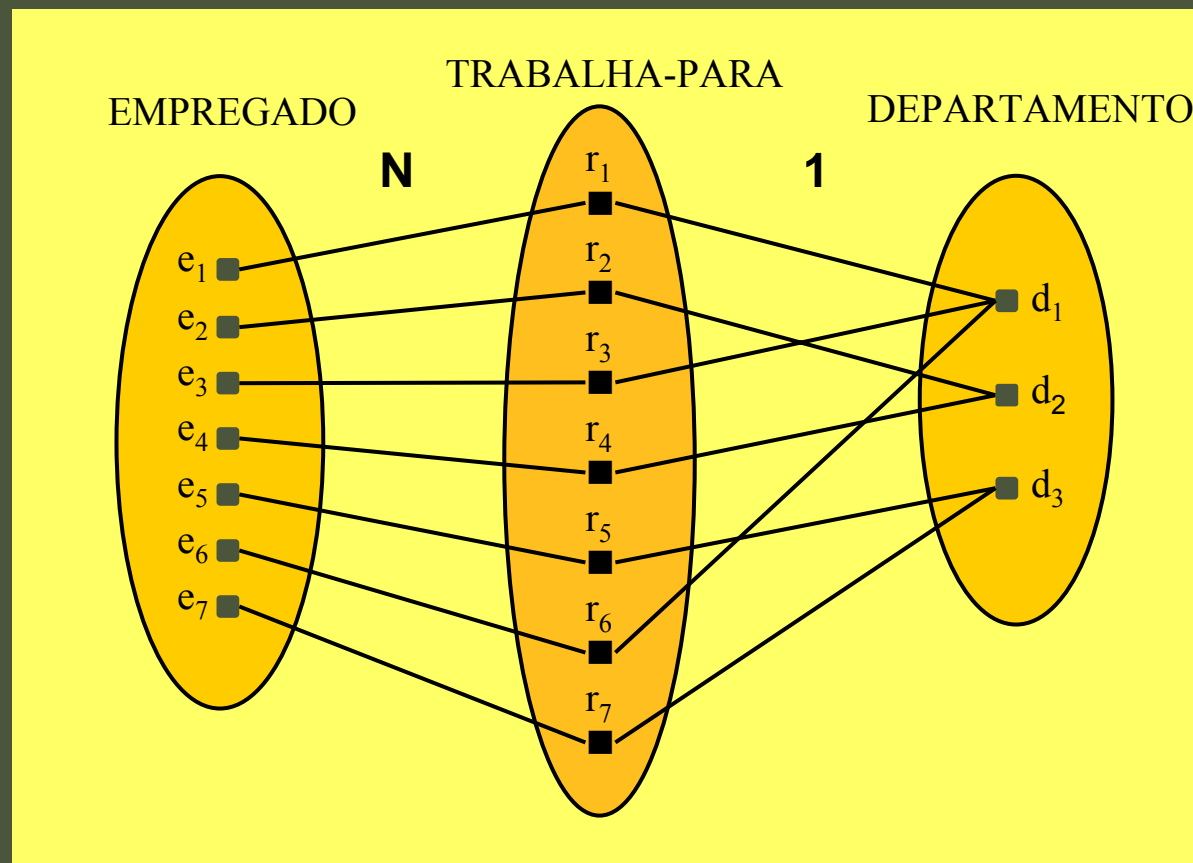 TRABALHA-PARA
EMPREGADO
DEPARTAMENTO
N
1
r1
r2
r3
r4
r5
r6
r7
e1
e2
e3
e4
e5
e6
e7
d1
d2
d3